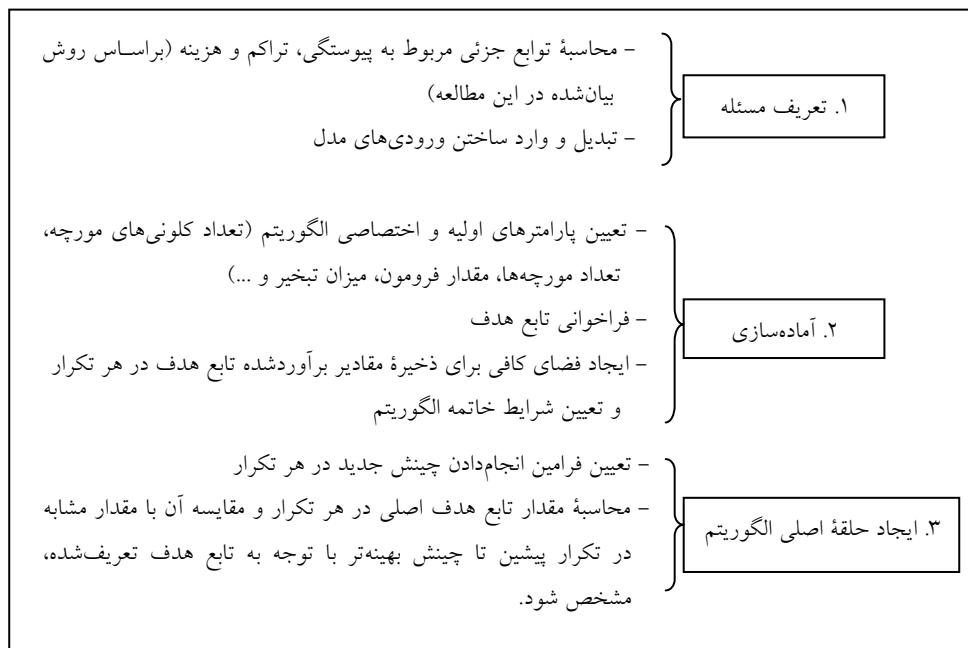 ۱. تعریف مسئله
– محاسبهٔ توابع جزئی مربوط به پیوستگی، تراکم و هزینه (براساس روش
بیان‌شده در این مطالعه)
– تبدیل و وارد ساختن ورودی‌های مدل
۲. آماده‌سازی
– تعیین پارامترهای اولیه و اختصاصی الگوریتم (تعداد کلونی‌های مورچه،
تعداد مورچه‌ها، مقدار فرومون، میزان تبخیر و ...)
– فراخوانی تابع هدف
– ایجاد فضای کافی برای ذخیرهٔ مقادیر برآوردشده تابع هدف در هر تکرار
و تعیین شرایط خاتمه الگوریتم
۳. ایجاد حلقهٔ اصلی الگوریتم
– تعیین فرامین انجام‌دادن چینش جدید در هر تکرار
– محاسبهٔ مقدار تابع هدف اصلی در هر تکرار و مقایسه آن با مقدار مشابه
در تکرار پیشین تا چینش بهینه‌تر با توجه به تابع هدف تعریف‌شده،
مشخص شود.